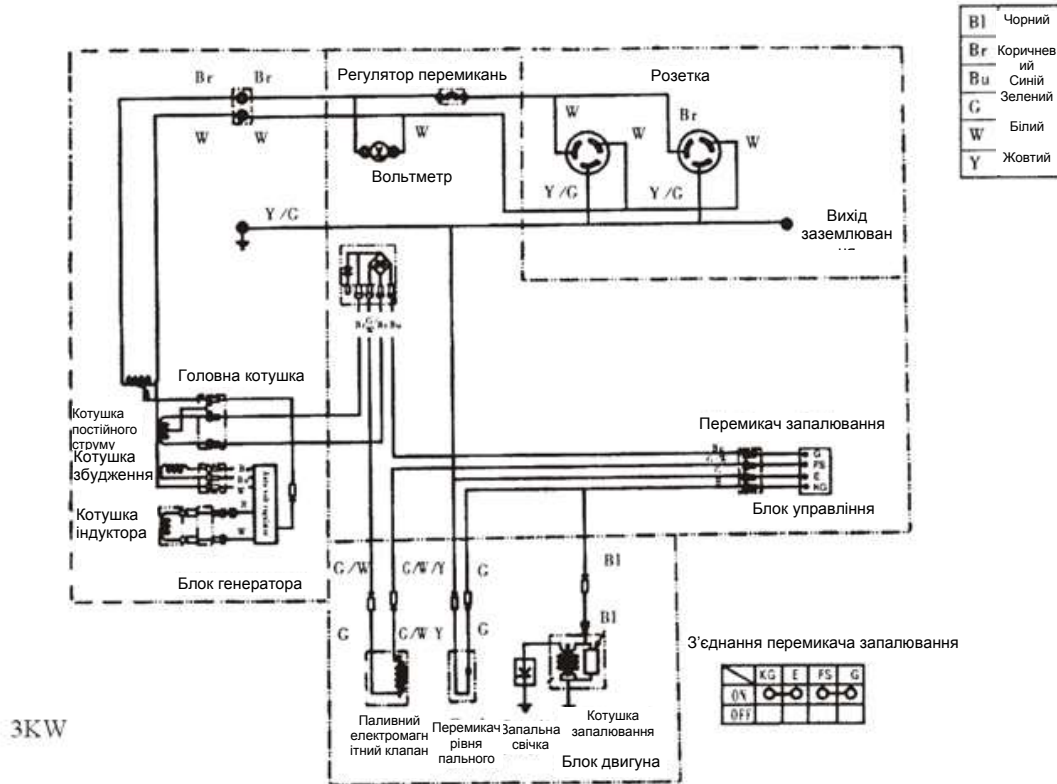 Bl Чорний
Br Коричнев
ий
Bu Синій
G Зелений
W Білий
Y Жовтий
Br Br
W W
Регулятор перемикань
Розетка
W
Вольтметр
W W Br W
Y/G Y/G
Y/G
Вихід
заземлюван
Br Bu
Головна котушка
Котушка
постійного
струму
Котушка
збудження
Котушка
індуктора
W
Блок генератора
Перемикач запалювання
G
FS
E
KG
Блок управління
G/W G/W/Y G Bl
G G/W Y G Bl
Паливний
електромагн
ітний клапан
Перемикач
рівня
пального
Запальна
свічка
Котушка
запалювання
Блок двигуна
З'єднання перемикача запалювання
KG E FS G
ON
OFF
3KW